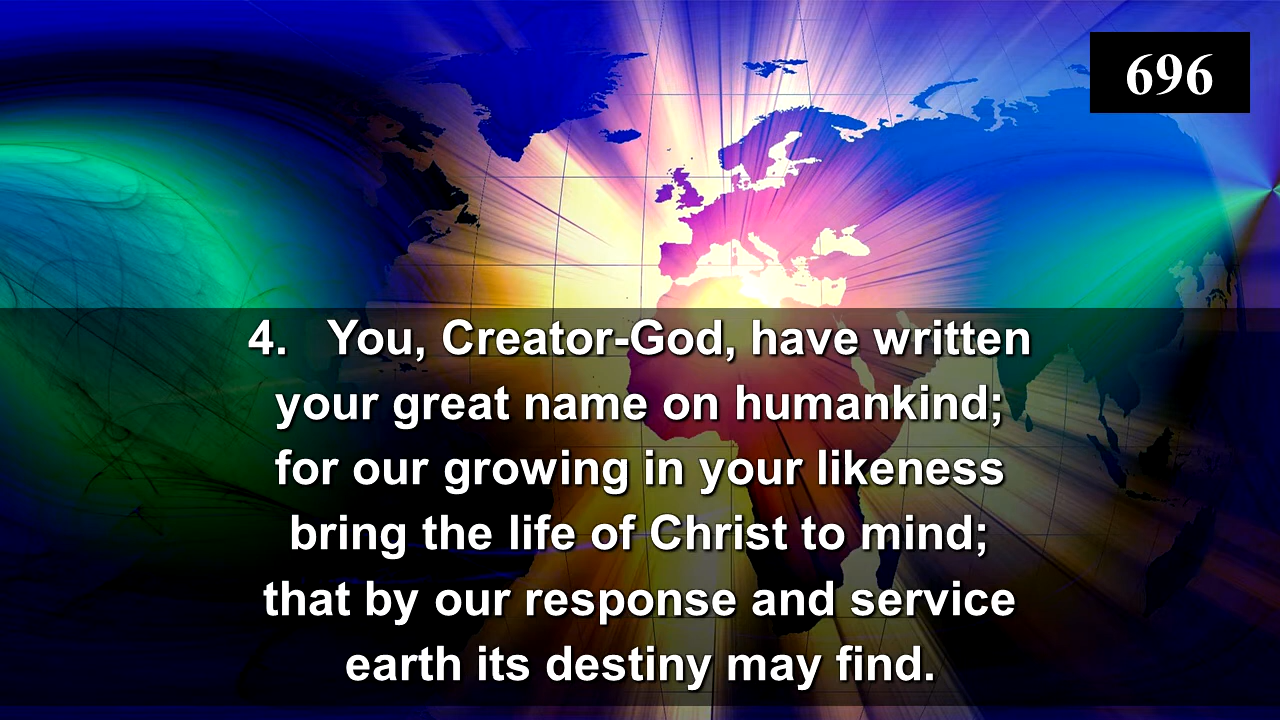 696
4. You, Creator-God, have written
your great name on humankind;
for our growing in your likeness
bring the life of Christ to mind;
that by our response and service
earth its destiny may find.